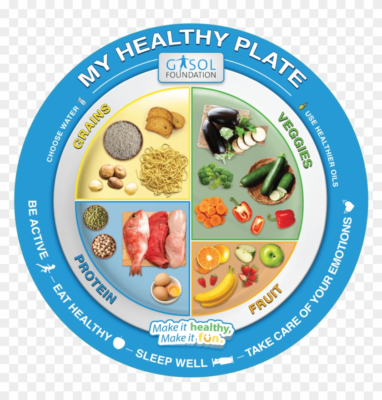 MY HEALTHY PLATE
GASOL
FOUNDATION
CHOOSE WATER
USE HEALTHIER OILS
GRAINS
VEGGIES
PROTEIN
FRUIT
Make it healthy,
Make it fun.
BE ACTIVE EAT HEALTHY SLEEP WELL TAKE CARE OF YOUR EMOTIONS